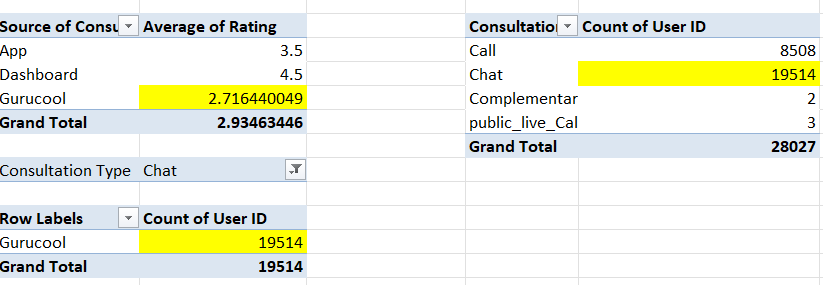 Source of Consu Average of Rating
App 3.5
Dashboard 4.5
Gurucool 2.716440049
Grand Total 2.93463446
Consultation Type Chat
Row Labels Count of User ID
Gurucool 19514
Grand Total 19514
Consultatio Count of User ID
Call 8508
Chat 19514
Complementar 2
public_live_Cal 3
Grand Total 28027